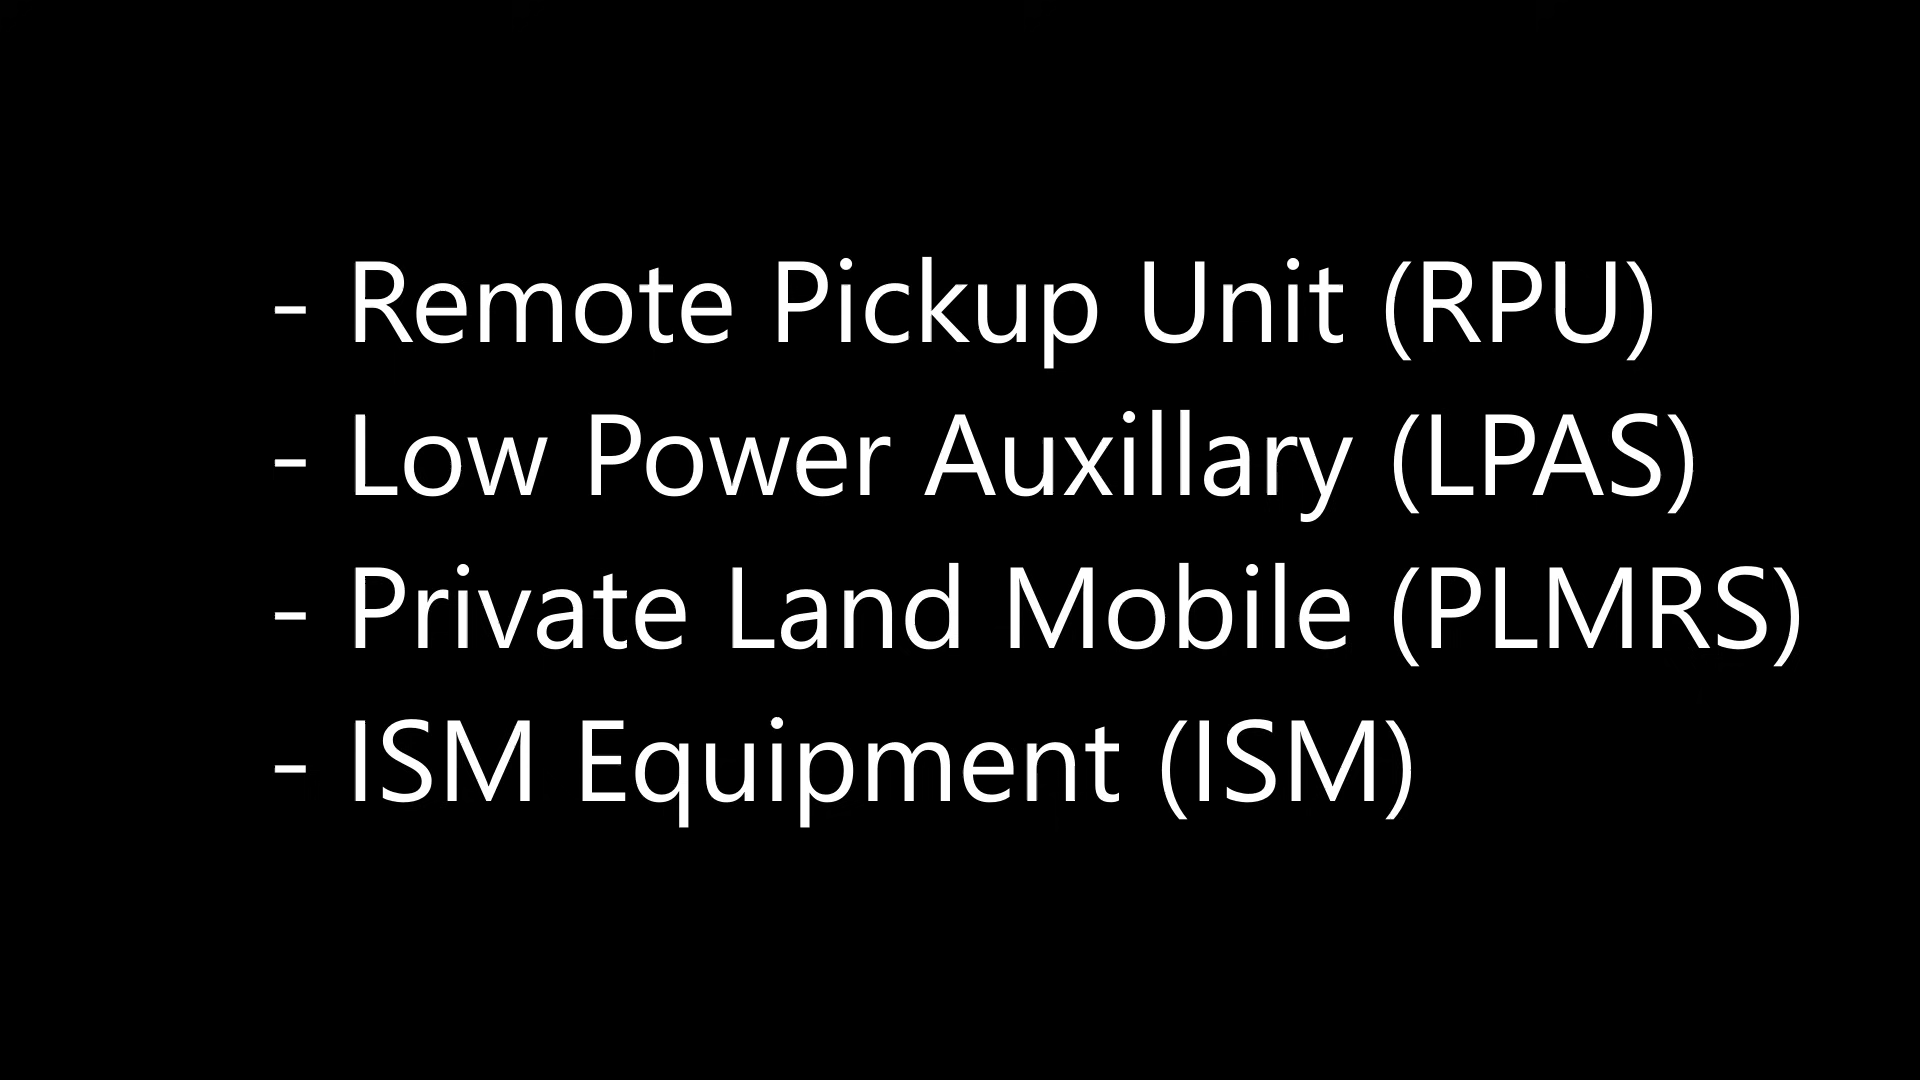 - Remote Pickup Unit (RPU)
- Low Power Auxillary (LPAS)
- Private Land Mobile (PLMRS)
- ISM Equipment (ISM)